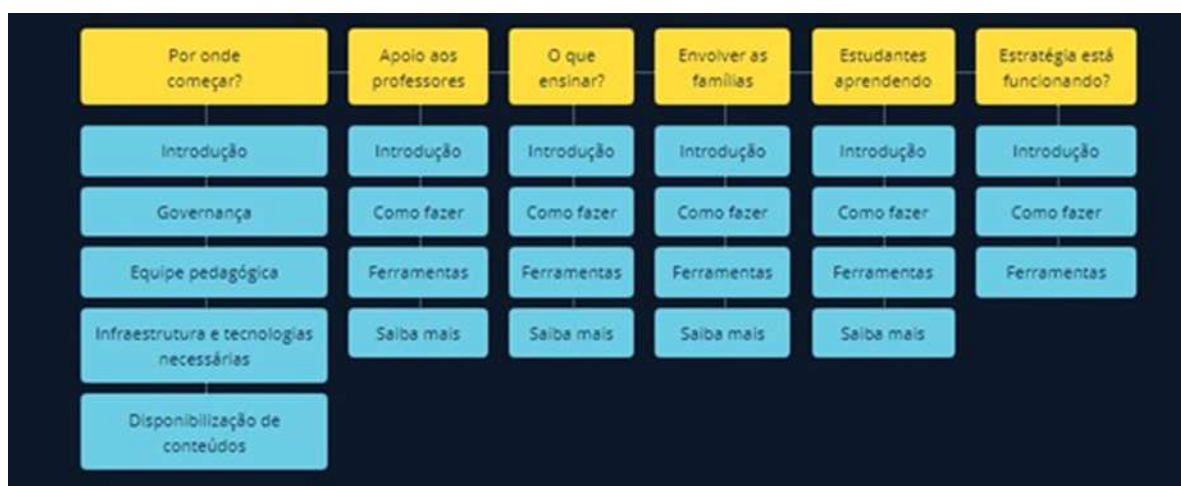 Por onde
começar?
Apoio aos
professores
O que
ensinar?
Envolver as
famílias
Estudantes
aprendendo
Estratégia está
funcionando?
Introdução
Introdução
Introdução
Introdução
Introdução
Introdução
Governança
Como fazer
Como fazer
Como fazer
Como fazer
Como fazer
Equipe pedagógica
Ferramentas
Ferramentas
Ferramentas
Ferramentas
Ferramentas
Infraestrutura e tecnologias
necessárias
Saiba mais
Saiba mais
Saiba mais
Saiba mais
Disponibilização de
conteúdos